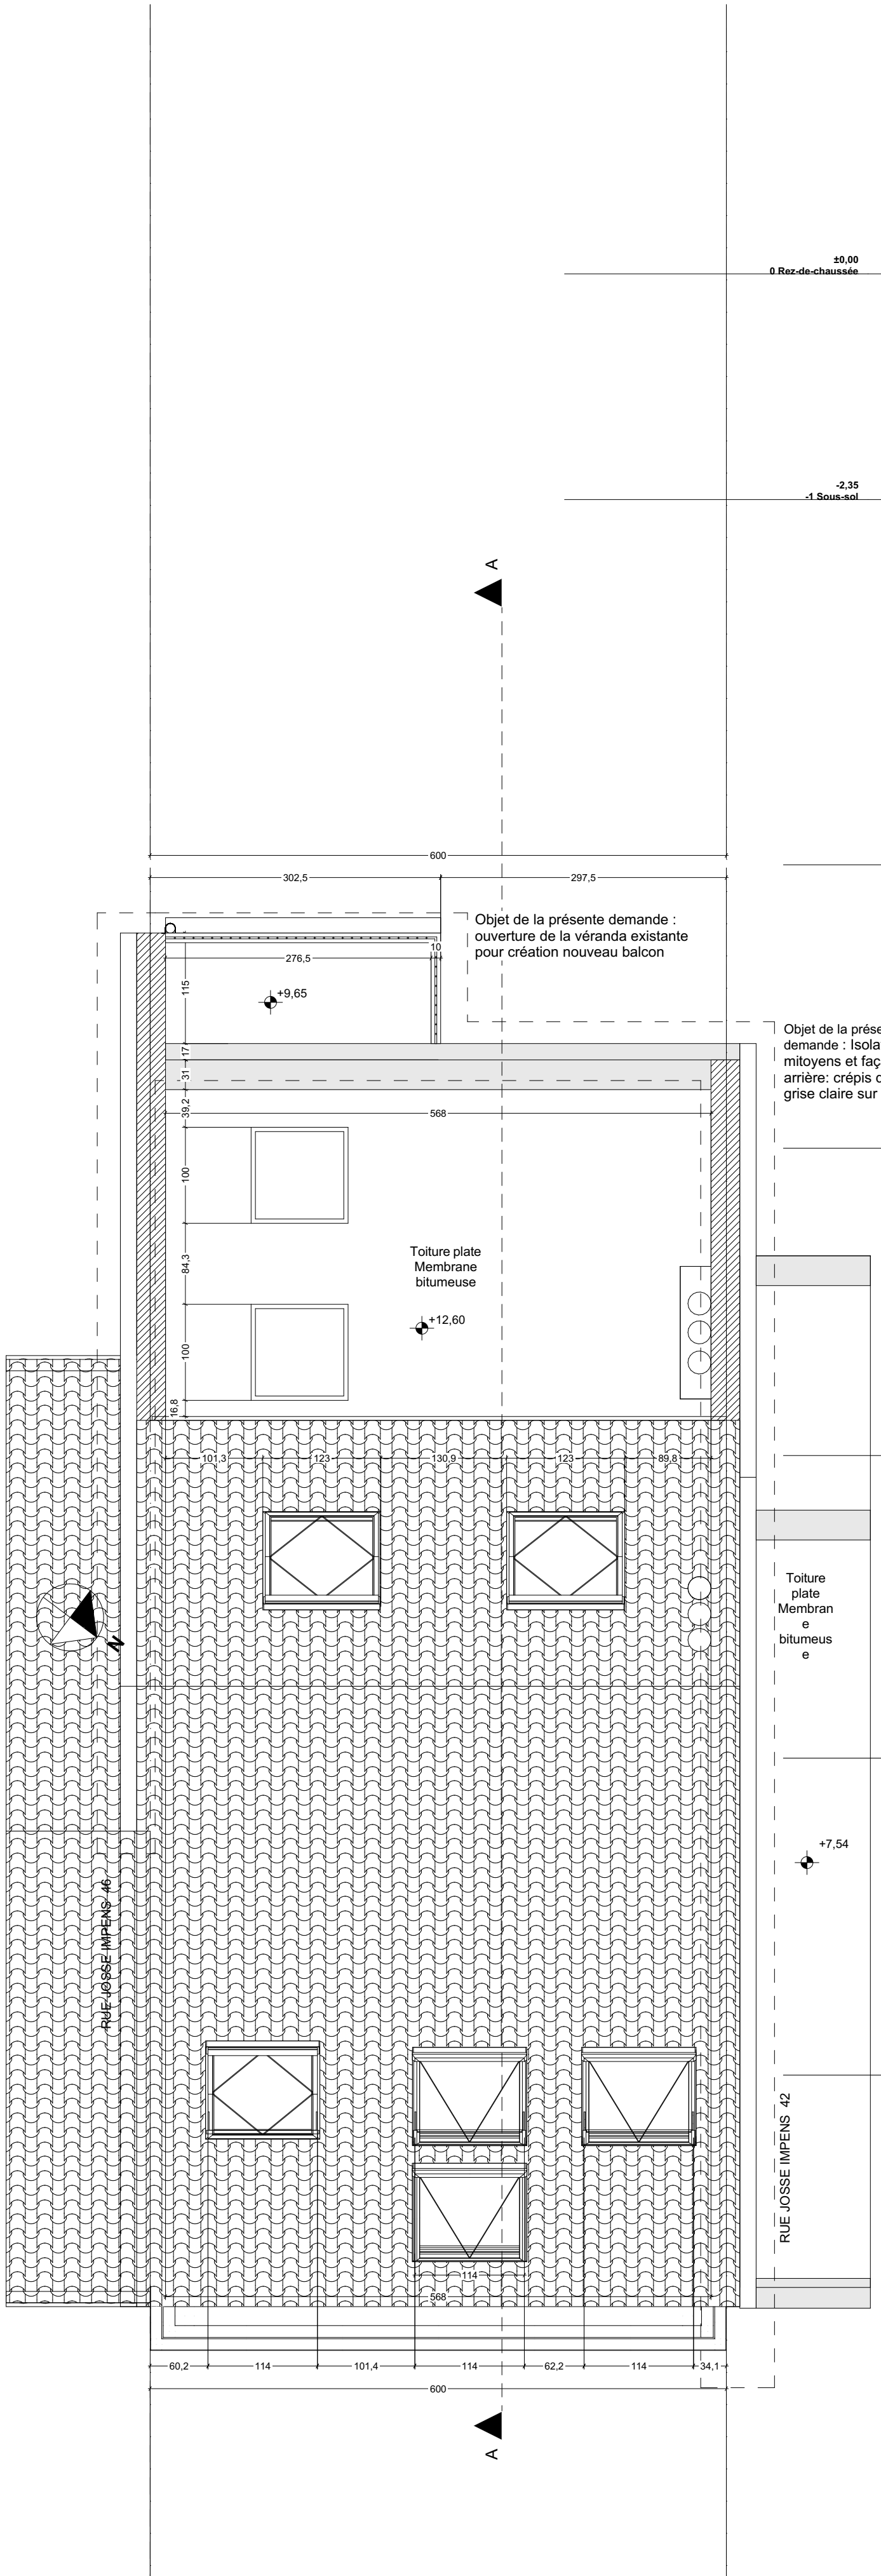 ±0,00
0 Rez-de-chaussée
-2,35
-1 Sous-sol
A
600
302,5
297,5
Objet de la présente demande :
ouverture de la véranda existante
pour création nouveau balcon
10
276,5
115
+9,65
Objet de la prése
demande : Isola
mitoyens et faç
arrière: crépis d
grise claire sur
17
31
39,2
568
100
Toiture plate
Membrane
bitumeuse
84,3
+12,60
100
16,8
101,3
123
130,9
123
89,8
N
Toiture
plate
Membran
e
bitumeus
e
+7,54
RUE JOSSE IMPENS 46
RUE JOSSE IMPENS 42
114
568
60,2
114
101,4
114
62,2
114
34,1
600
A